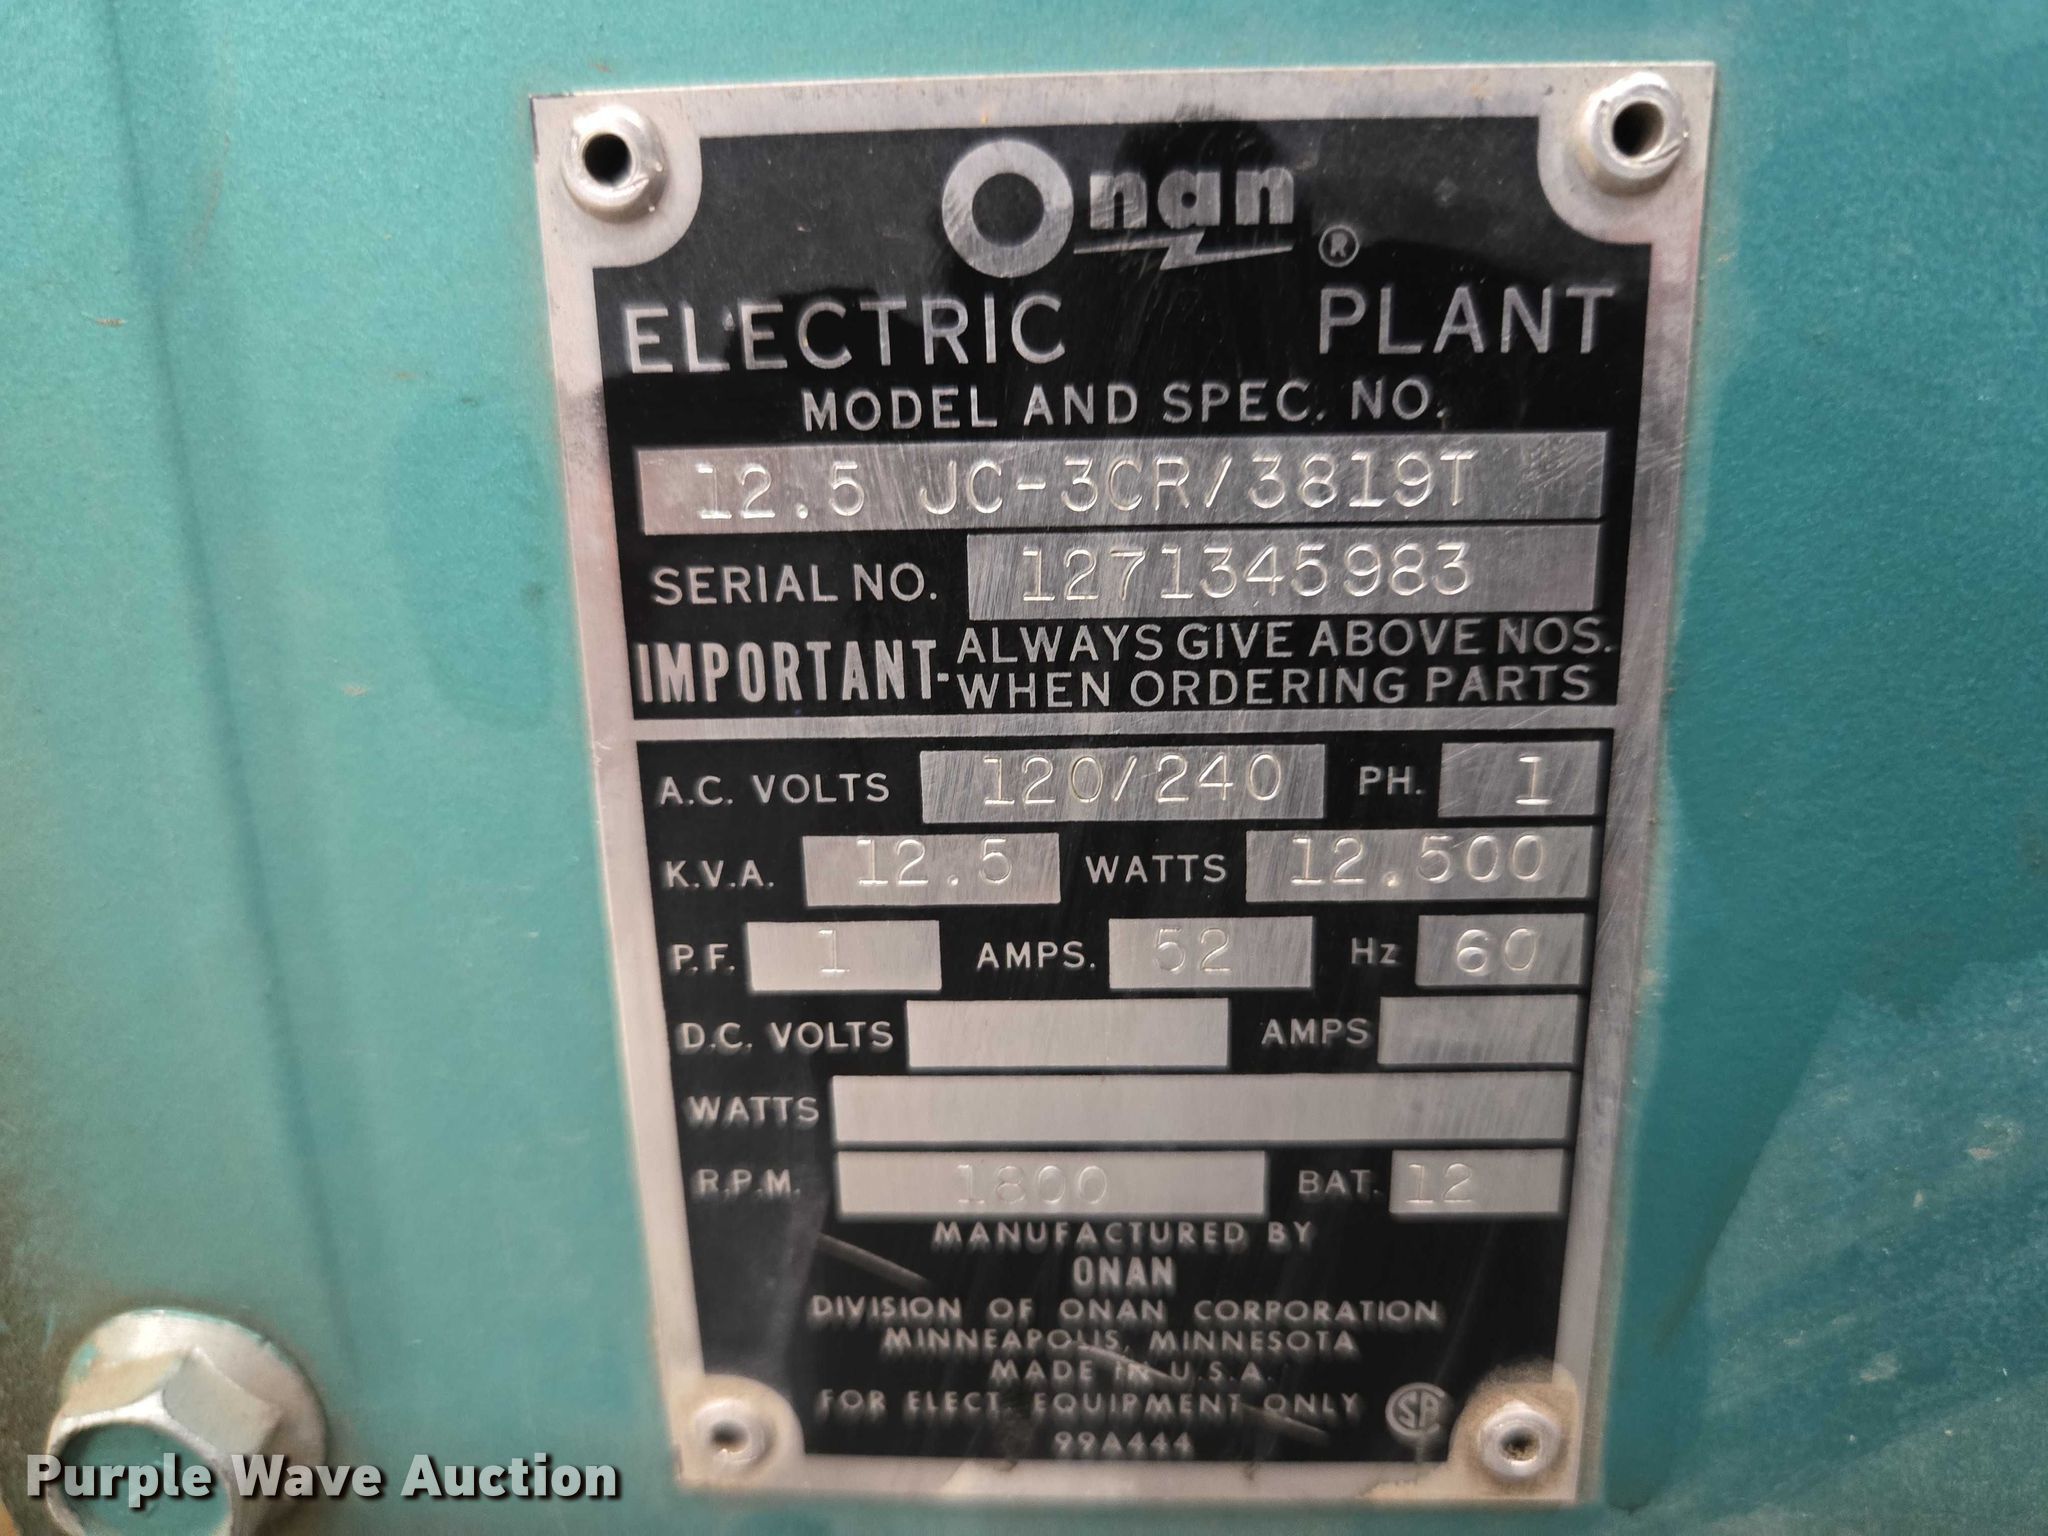 Onan ®
ELECTRIC PLANT
MODEL AND SPEC. NO.
12.5 JC-3CR/3819T
SERIAL NO. 1271345983
IMPORTANT- ALWAYS GIVE ABOVE NOS.
WHEN ORDERING PARTS
A.C. VOLTS 120/240 PH. 1
K.V.A. 12.5 WATTS 12.500
P.F. 1 AMPS. 52 Hz 60
D.C. VOLTS AMPS
WATTS
R.P.M. 1800 BAT. 12
MANUFACTURED BY
ONAN
DIVISION OF ONAN CORPORATION
MINNEAPOLIS, MINNESOTA
MADE IN U.S.A.
FOR ELECT. EQUIPMENT ONLY SA
99A444
Purple Wave Auction